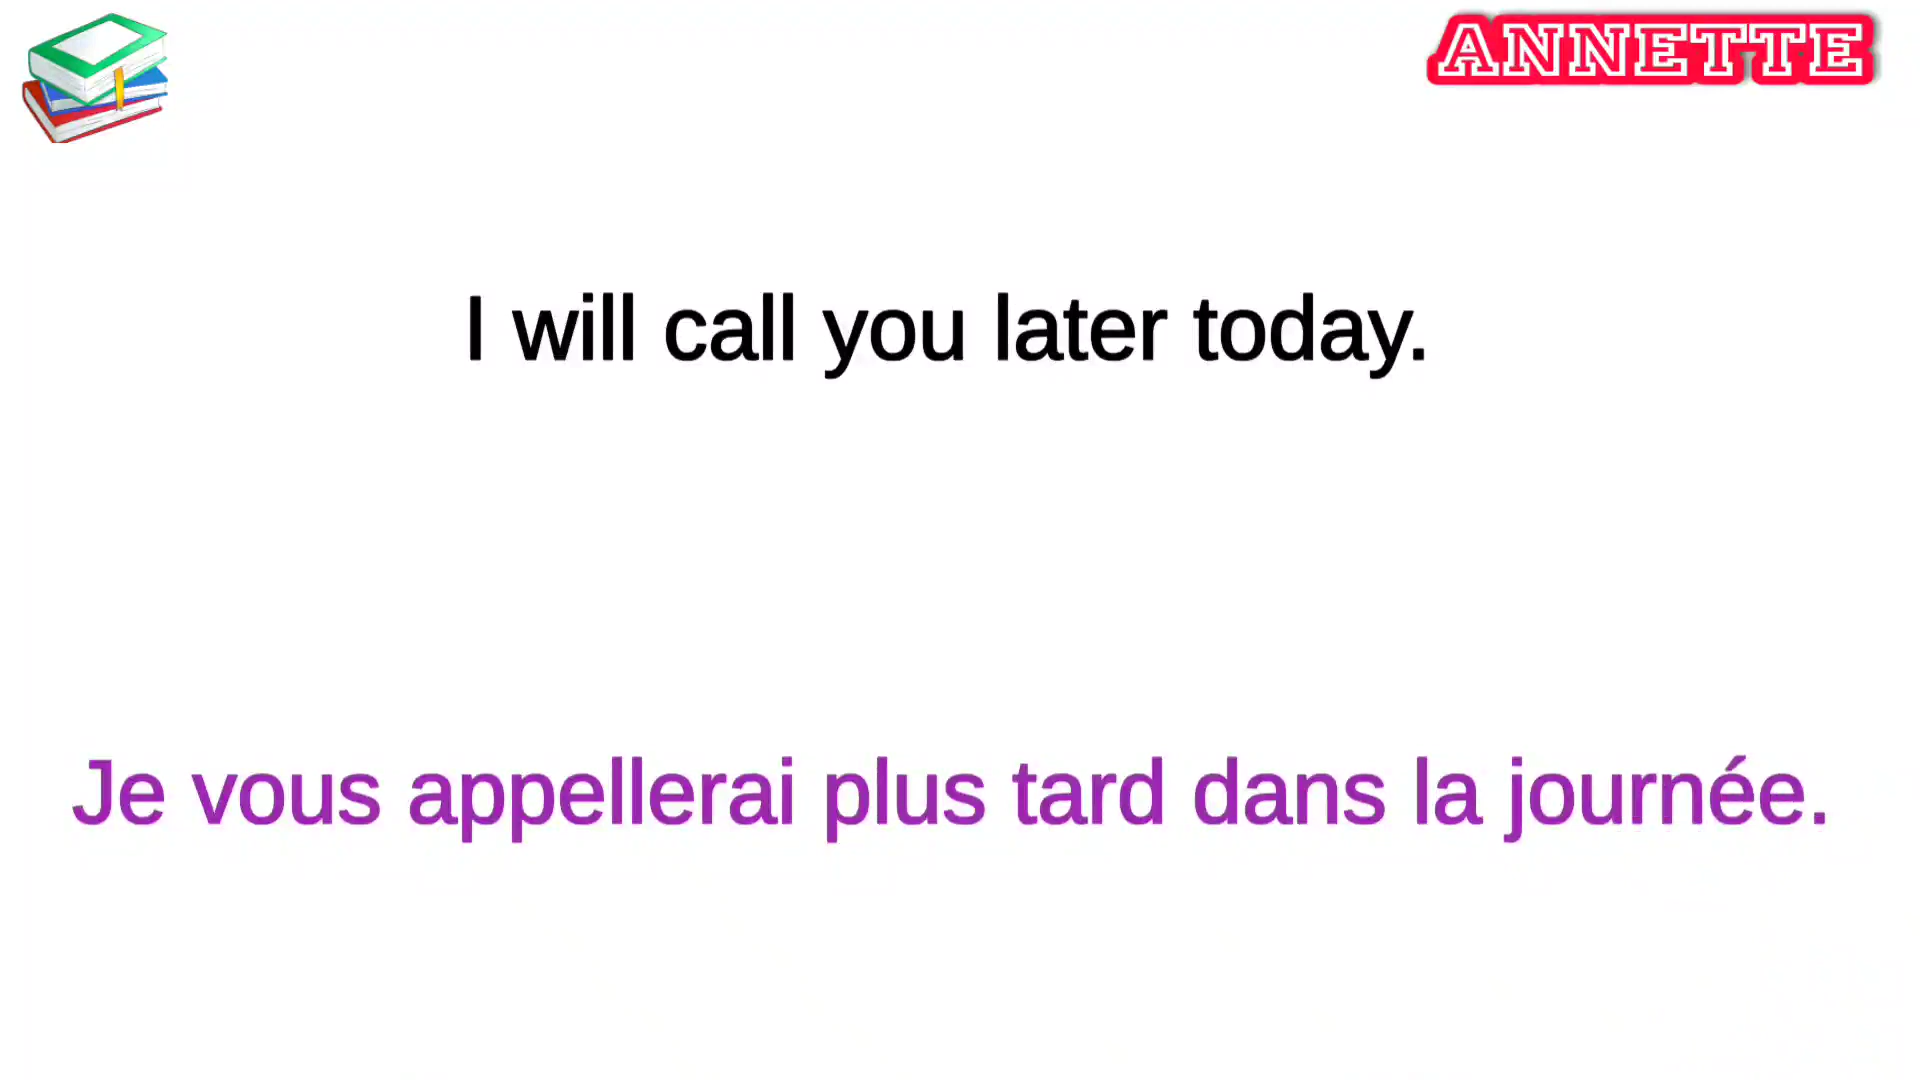 ANNETTE
I will call you later today.
Je vous appellerai plus tard dans la journée.